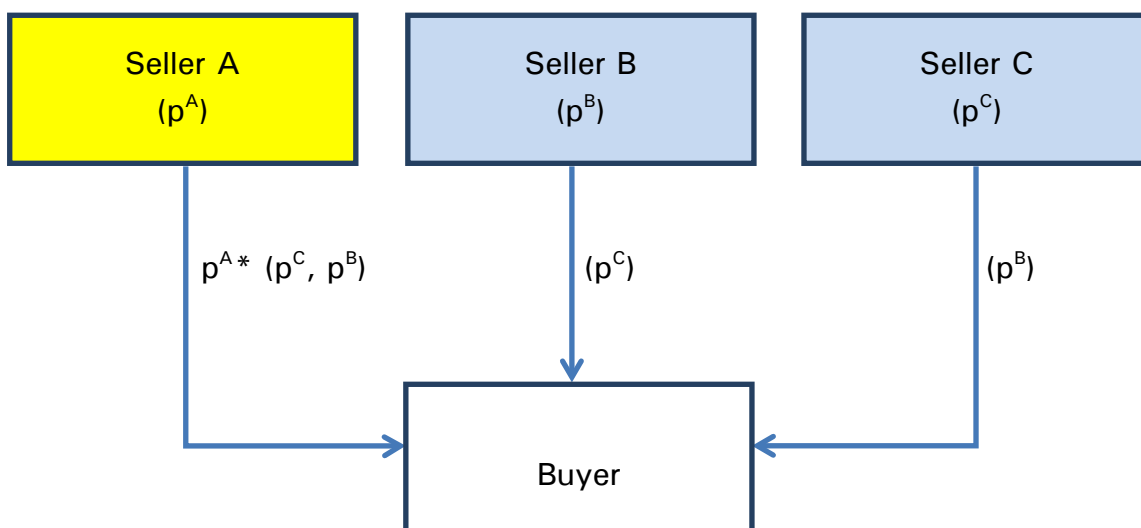 Seller A
(p^A)
Seller B
(p^B)
Seller C
(p^C)
p^A* (p^C, p^B)
(p^C)
(p^B)
Buyer